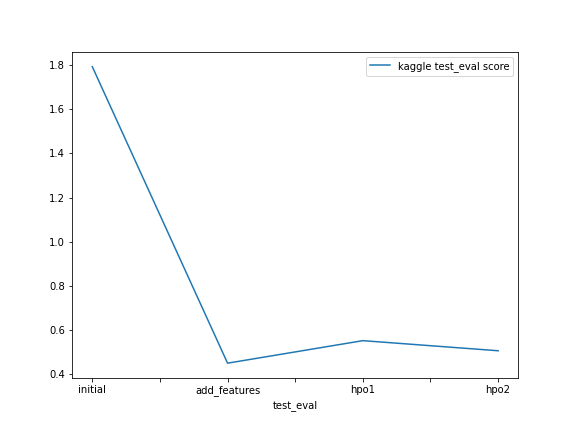 kaggle test_eval score
1.8
1.6
1.4
1.2
1.0
0.8
0.6
0.4
initial add_features hpo1 hpo2
test_eval